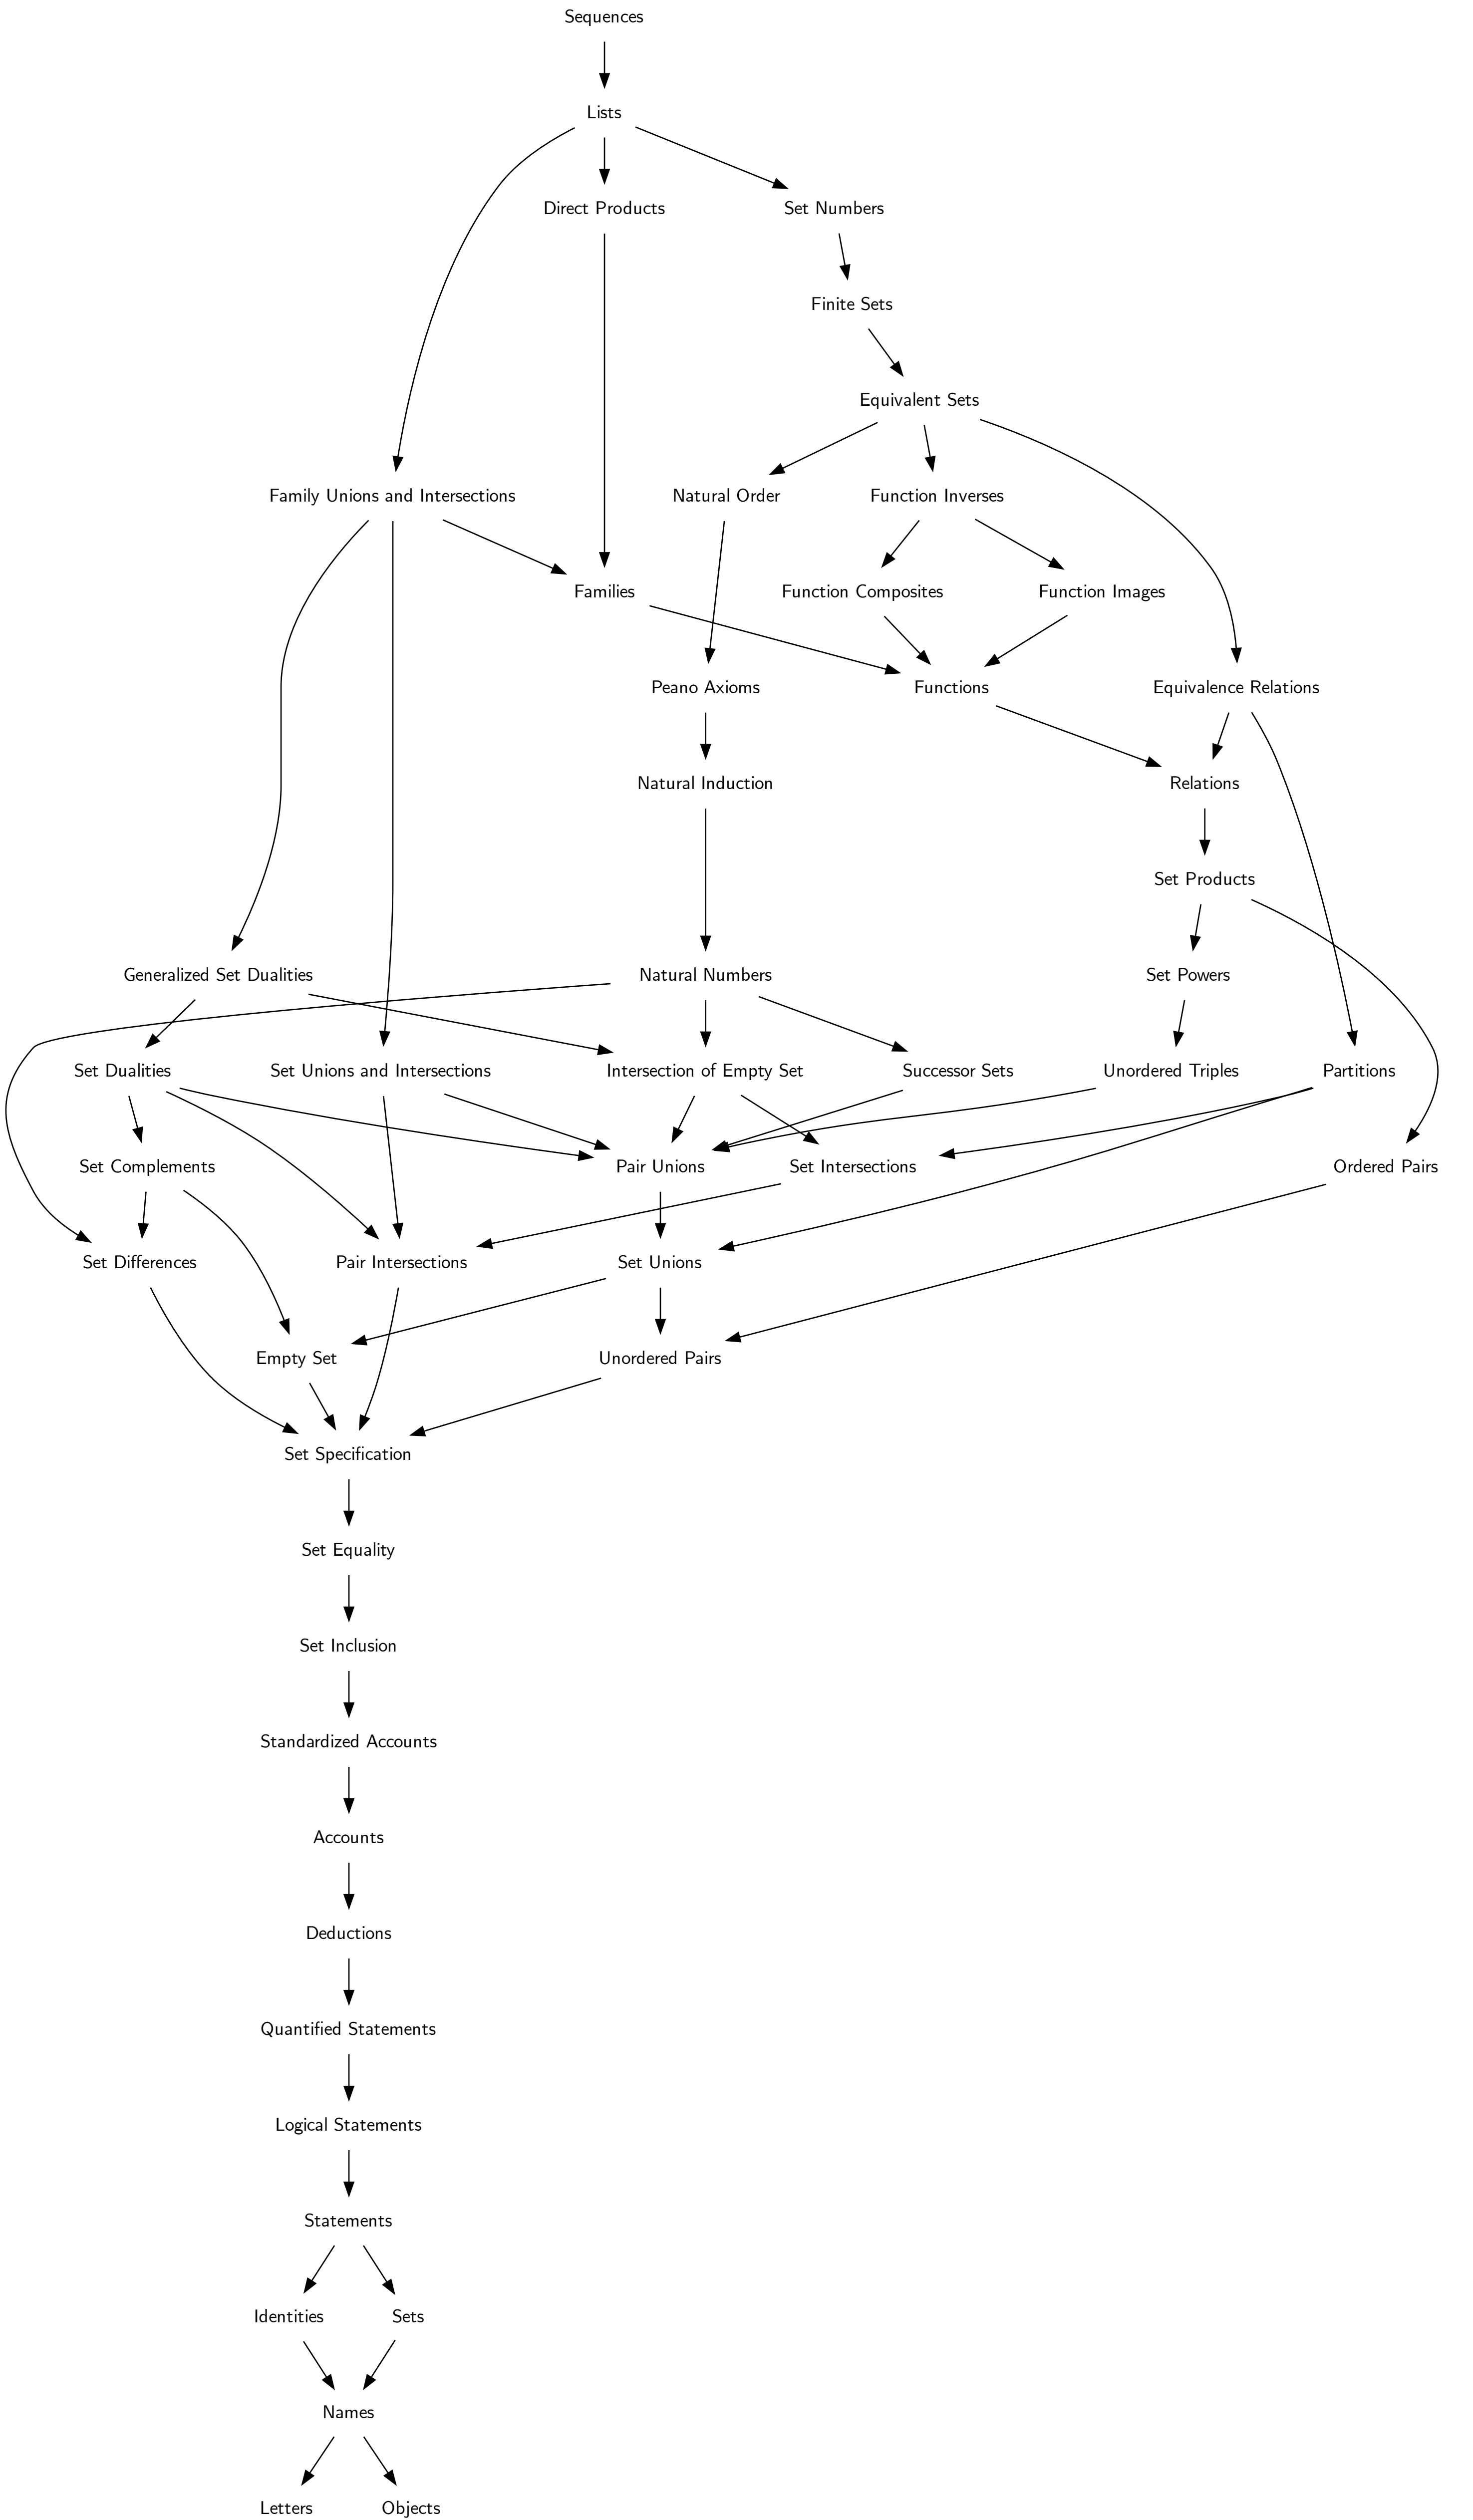 Sequences
Lists
Direct Products
Set Numbers
Finite Sets
Equivalent Sets
Family Unions and Intersections
Natural Order
Function Inverses
Families
Function Composites
Function Images
Peano Axioms
Functions
Equivalence Relations
Natural Induction
Relations
Set Products
Generalized Set Dualities
Natural Numbers
Set Powers
Set Dualities
Set Unions and Intersections
Intersection of Empty Set
Successor Sets
Unordered Triples
Partitions
Set Complements
Pair Unions
Set Intersections
Ordered Pairs
Set Differences
Pair Intersections
Set Unions
Empty Set
Unordered Pairs
Set Specification
Set Equality
Set Inclusion
Standardized Accounts
Accounts
Deductions
Quantified Statements
Logical Statements
Statements
Identities
Sets
Names
Letters
Objects